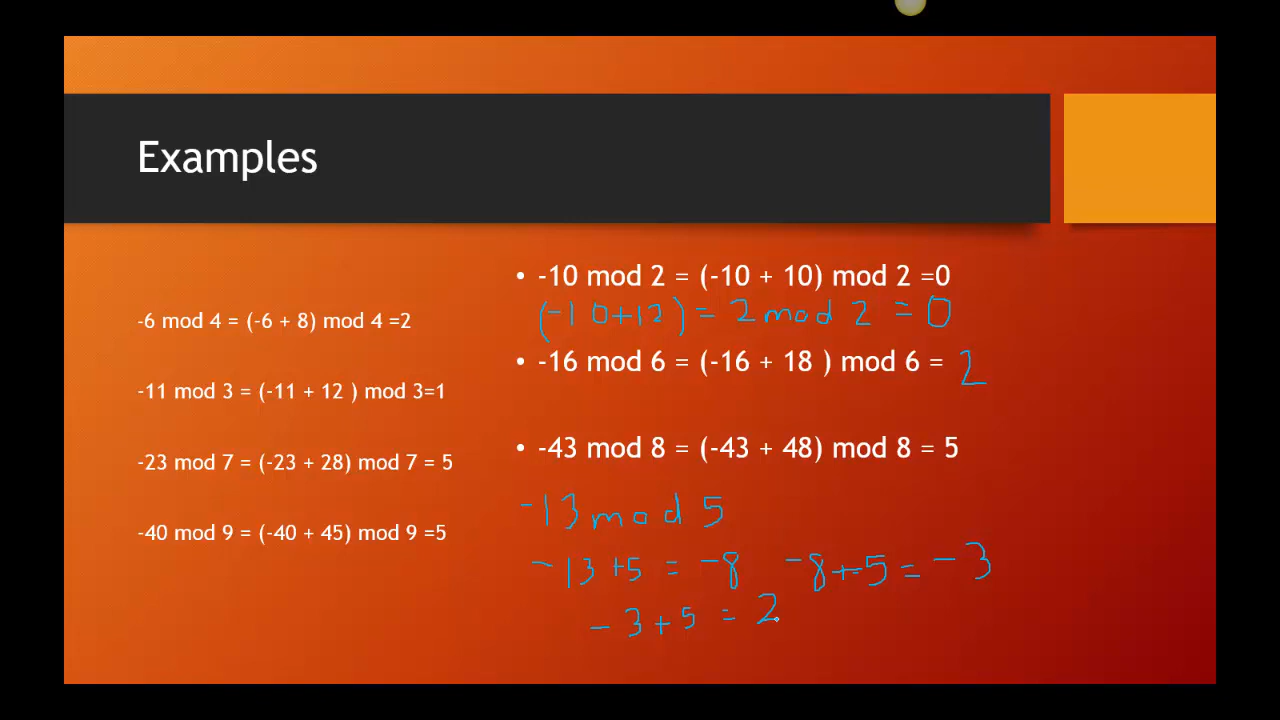 Examples
-6 mod 4 = (-6 + 8) mod 4 =2
-11 mod 3 = (-11 + 12 ) mod 3=1
-23 mod 7 = (-23 + 28) mod 7 = 5
-40 mod 9 = (-40 + 45) mod 9 =5
• -10 mod 2 = (-10 + 10) mod 2 =0
(-10+12) = 2 mod 2 = 0
• -16 mod 6 = (-16 + 18 ) mod 6 = 2
• -43 mod 8 = (-43 + 48) mod 8 = 5
-13 mod 5
-13 +5 = -8 -8+5 = -3
-3+5 = 2